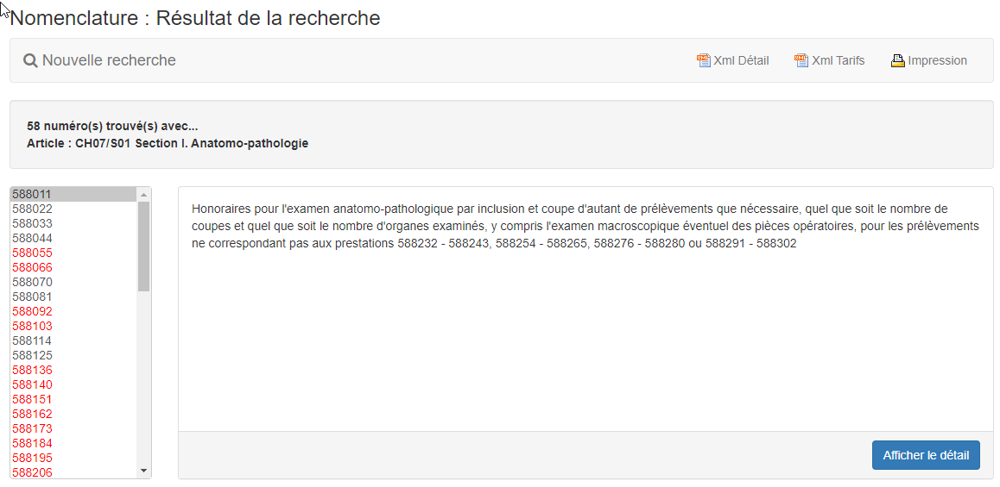 Nomenclature : Résultat de la recherche
Nouvelle recherche
Xml Détail
Xml Tarifs
Impression
58 numéro(s) trouvé(s) avec...
Article : CH07/S01 Section I. Anatomo-pathologie
588011
588022
588033
588044
588055
588066
588070
588081
588092
588103
588114
588125
588136
588140
588151
588162
588173
588184
588195
588206
Honoraires pour l'examen anatomo-pathologique par inclusion et coupe d'autant de prélèvements que nécessaire, quel que soit le nombre de
coupes et quel que soit le nombre d'organes examinés, y compris l'examen macroscopique éventuel des pièces opératoires, pour les prélèvements
ne correspondant pas aux prestations 588232 - 588243, 588254 - 588265, 588276 - 588280 ou 588291 - 588302
Afficher le détail